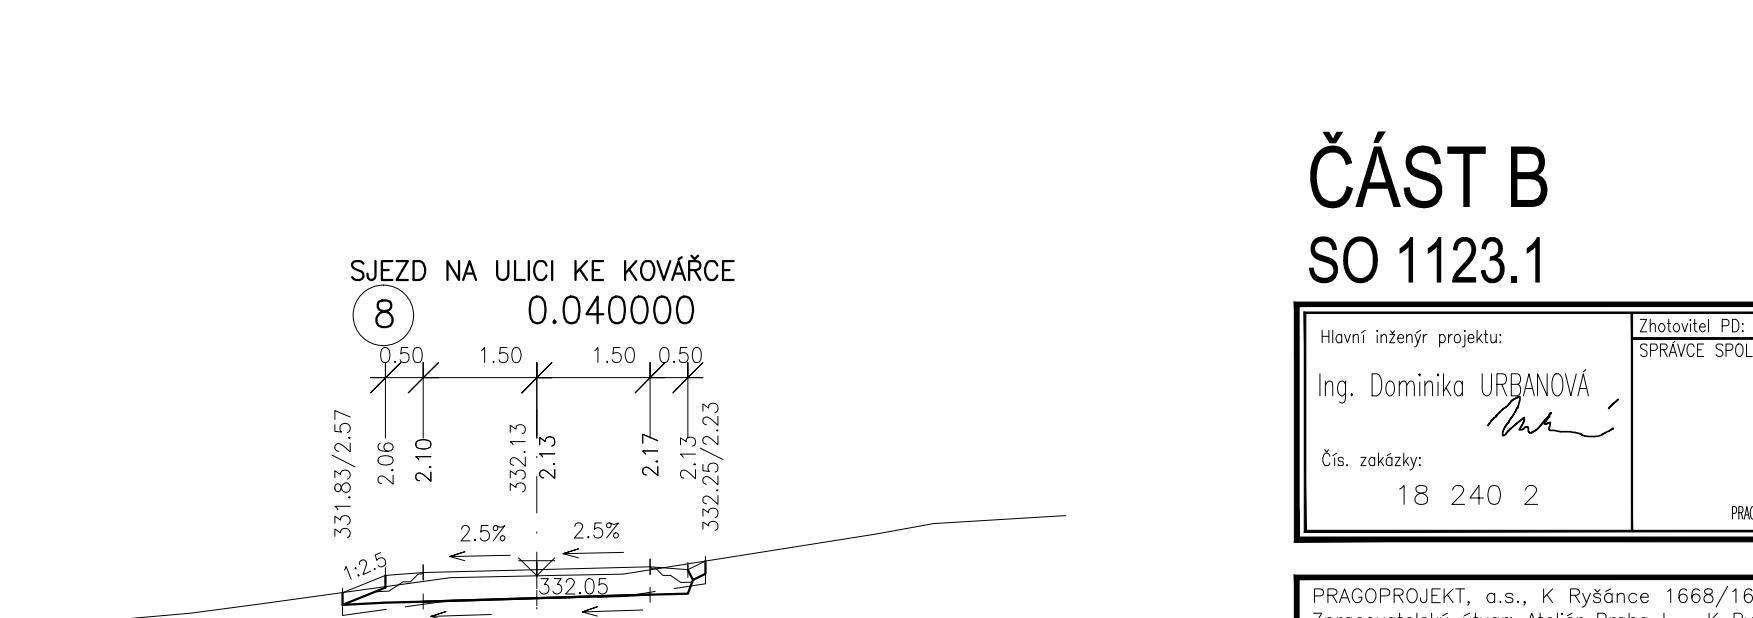 ČÁST B
SO 1123.1
SJEZD NA ULICI KE KOVÁŘCE
8 0.040000
0.50 1.50 1.50 0.50
331.83/2.57
2.06
2.10
332.13
2.13
2.17
2.13
332.25/2.23
2.5% 2.5%
1:2.5
332.05
Hlavní inženýr projektu:
Ing. Dominika URBANOVÁ
Čís. zakázky:
18 240 2
Zhotovitel PD:
SPRÁVCE
PRAGOPROJEKT, a.s., K Ryšánce